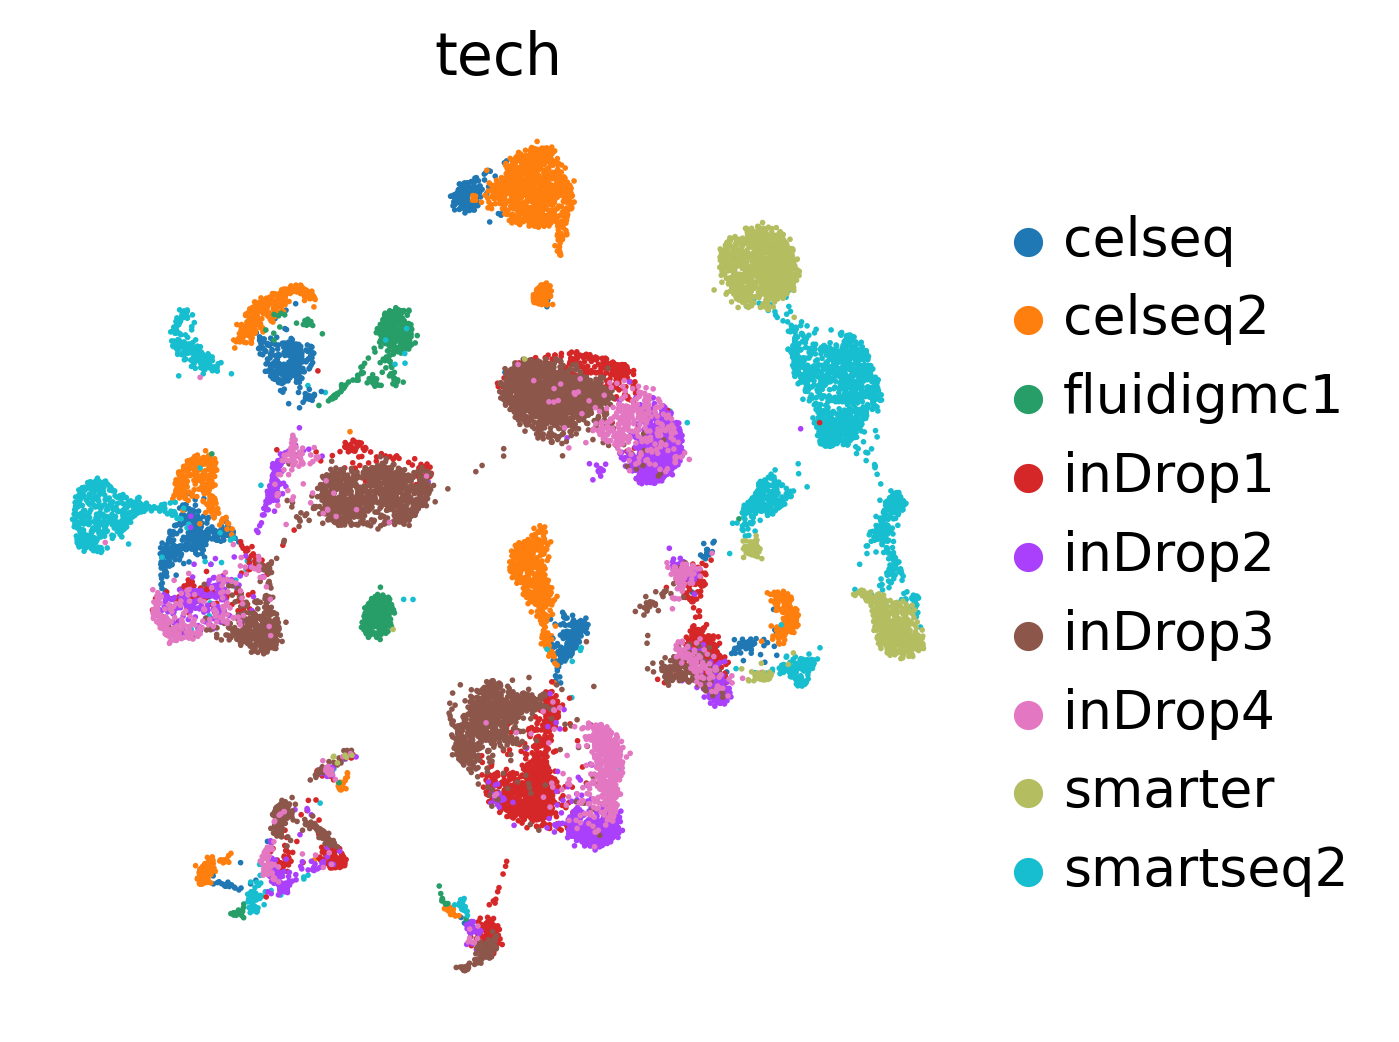 tech
celseq
celseq2
fluidigmc1
inDrop1
inDrop2
inDrop3
inDrop4
smarter
smartseq2